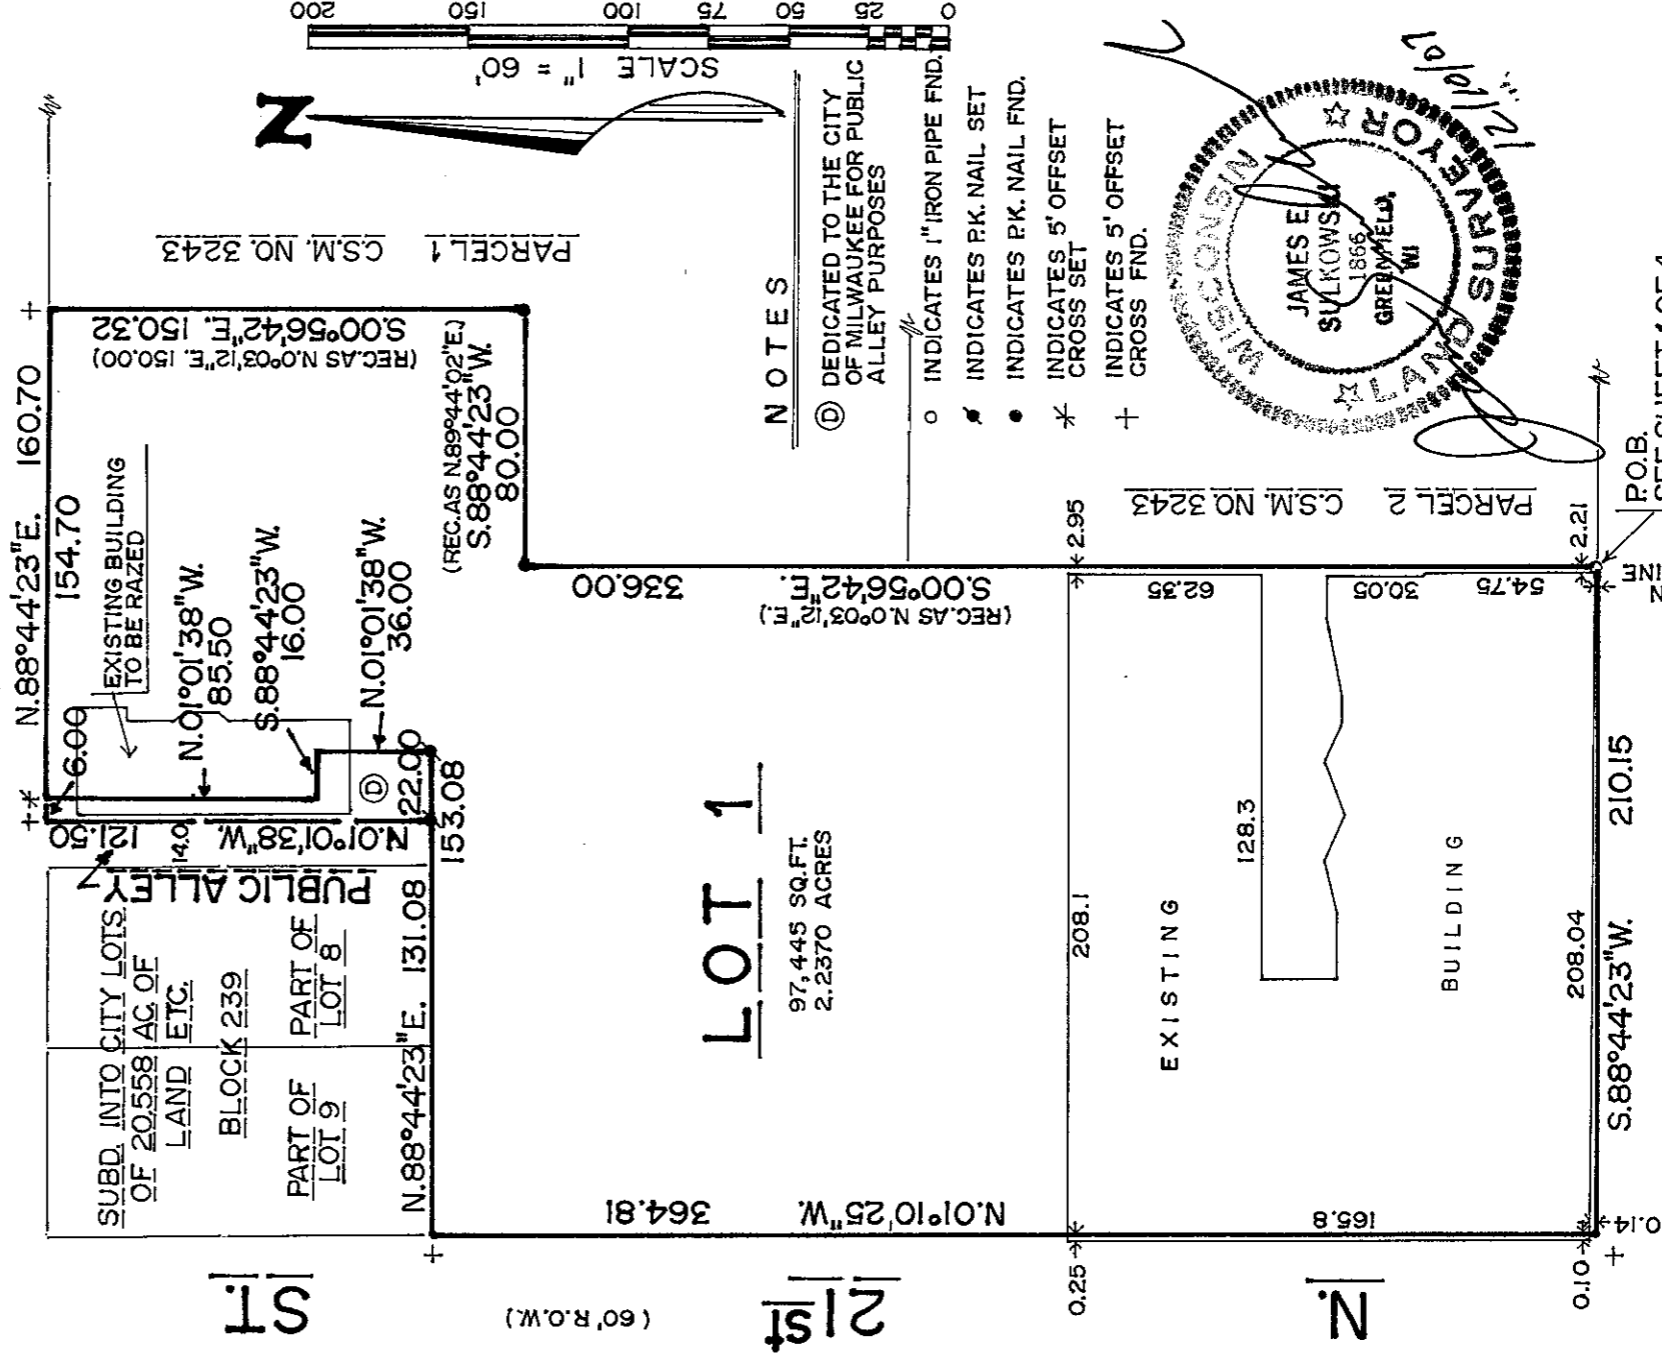 200 150 100 75 50 25 0
SCALE 1" = 60'
N
N.88°44'23"E. 160.70
154.70
6.00
EXISTING BUILDING
TO BE RAZED
N.01°01'38"W.
85.50
S.88°44'23"W.
16.00
N.01°01'38"W.
36.00
(REC. AS N.0°03'12"E. 150.00)
S.00°56'42"E. 150.32
PARCEL 1 C.S.M. NO. 3243
(REC. AS N.89°44'02"E.)
S.88°44'23"W.
80.00
121.50
14.0
N.01°01'38"W.
PUBLIC ALLEY
D
22.00
153.08
SUBD. INTO CITY LOTS.
OF 20.558 AC. OF
LAND ETC.
BLOCK 239
PART OF
LOT 8
PART OF
LOT 9
N.88°44'23"E. 131.08
NOTES
D DEDICATED TO THE CITY
OF MILWAUKEE FOR PUBLIC
ALLEY PURPOSES
INDICATES 1" IRON PIPE FND.
INDICATES P.K. NAIL SET
INDICATES P.K. NAIL FND.
INDICATES 5' OFFSET
CROSS SET
INDICATES 5' OFFSET
CROSS FND.
LOT 1
97,445 SQ.FT.
2.2370 ACRES
336.00
S.00°56'42"E.
(REC. AS N.0°03'12"E.)
N.01°10'25"W. 364.81
PARCEL 2 C.S.M. NO. 3243
2.95
62.35
30.05
54.75
2.21
208.1
128.3
EXISTING
BUILDING
208.04
165.8
0.25
0.10
0.14
S.88°44'23"W. 210.15
N. 21st ST.
(60' R.O.W.)
WISCONSIN
JAMES E.
SULKOWSKI
1866
GREENFIELD,
WI
LAND SURVEYOR
12/10/07
P.O.B.
SEE SHEET 4 OF 4